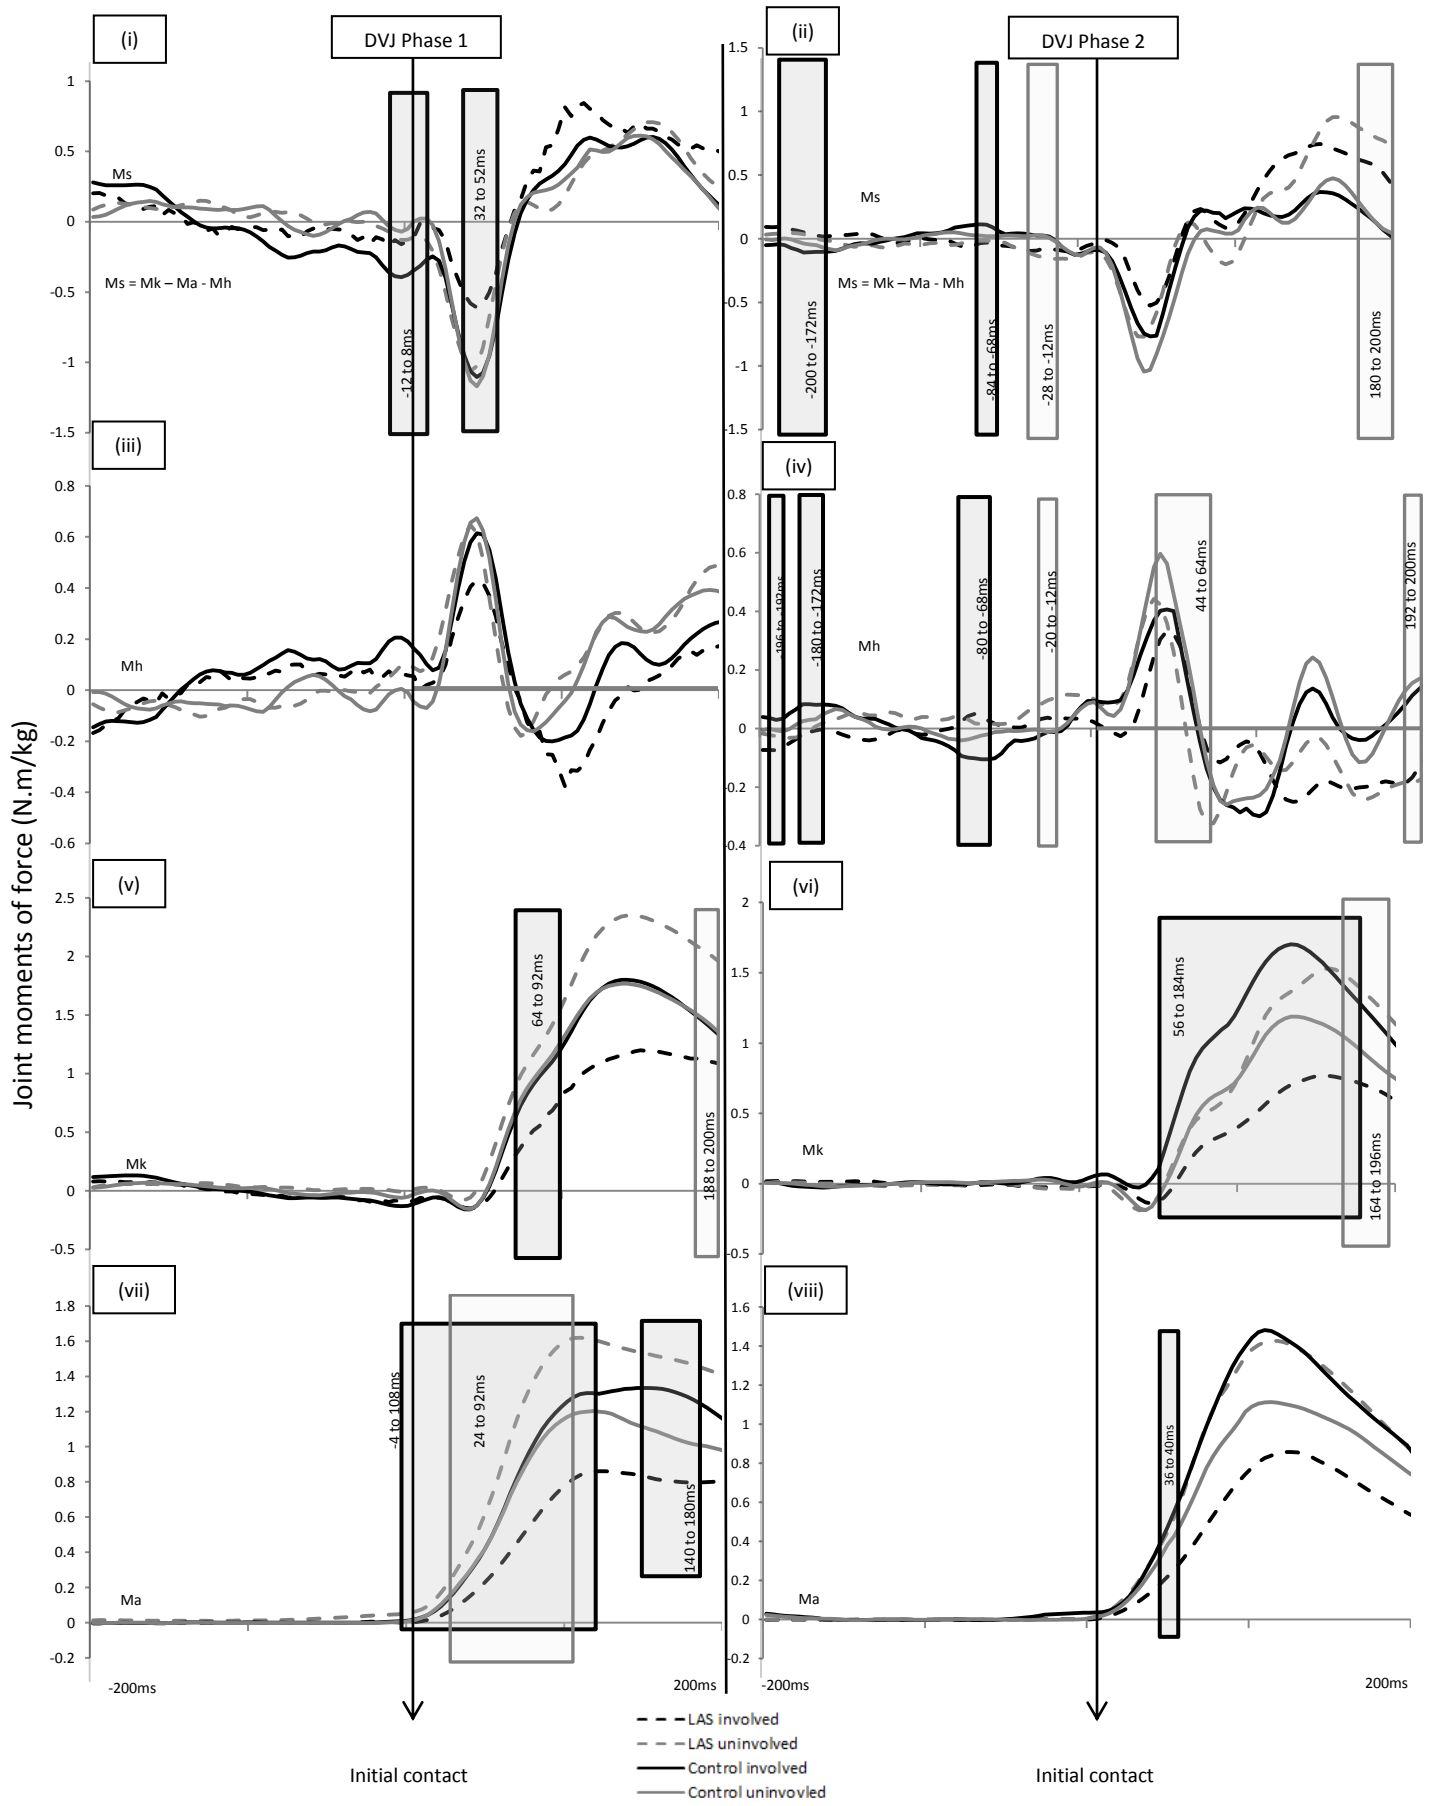 (i)
DVJ Phase 1
1
0.5
0
-0.5
-1
-1.5
Ms
Ms = Mk – Ma - Mh
-12 to 8ms
32 to 52ms
(ii)
DVJ Phase 2
1.5
1
0.5
0
-0.5
-1
-1.5
Ms
Ms = Mk – Ma - Mh
-200 to -172ms
-84 to -68ms
-28 to -12ms
180 to 200ms
Joint moments of force (N.m/kg)
(iii)
0.8
0.6
0.4
0.2
0
-0.2
-0.4
-0.6
Mh
(iv)
0.8
0.6
0.4
0.2
0
-0.2
-0.4
Mh
-196 to -192ms
-180 to -172ms
-80 to -68ms
-20 to -12ms
44 to 64ms
192 to 200ms
(v)
2.5
2
1.5
1
0.5
0
-0.5
Mk
64 to 92ms
188 to 200ms
(vi)
2
1.5
1
0.5
0
-0.5
Mk
56 to 184ms
164 to 196ms
(vii)
1.8
1.6
1.4
1.2
1
0.8
0.6
0.4
0.2
0
-0.2
Ma
-4 to 108ms
24 to 92ms
140 to 180ms
-200ms
200ms
(viii)
1.6
1.4
1.2
1
0.8
0.6
0.4
0.2
0
-0.2
Ma
36 to 40ms
-200ms
200ms
LAS involved
LAS uninvolved
Control involved
Control uninvovled
Initial contact
Initial contact